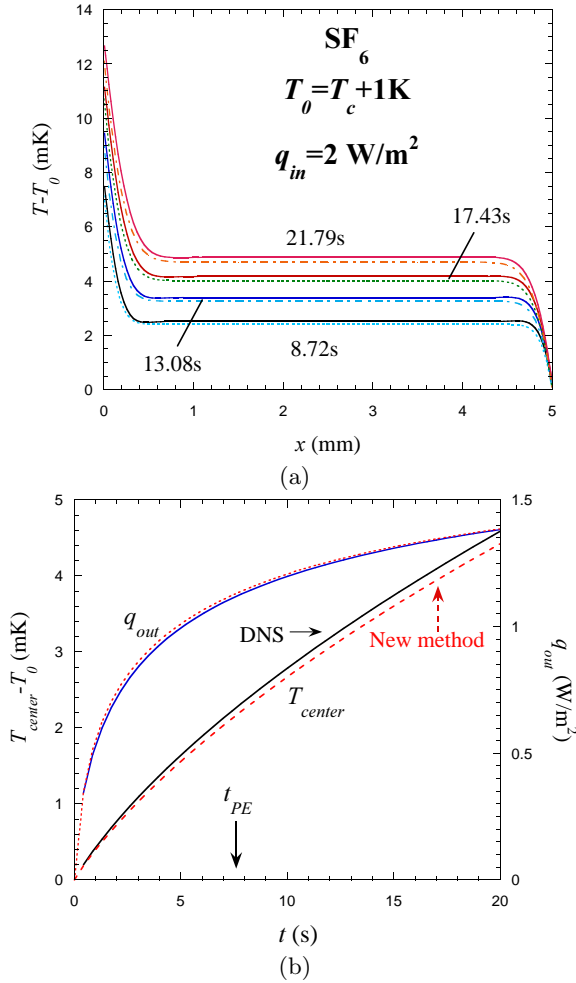 14
12
10
8
6
4
2
0
T-T0 (mK)
SF6
T0=Tc+1K
qin=2 W/m2
17.43s
21.79s
13.08s
8.72s
0 1 2 3 4 5
x (mm)
(a)
5
4
3
2
1
0
Tcenter-T0 (mK)
1.5
1
0.5
0
qout (W/m2)
qout
DNS
New method
Tcenter
tPE
0 5 10 15 20
t (s)
(b)